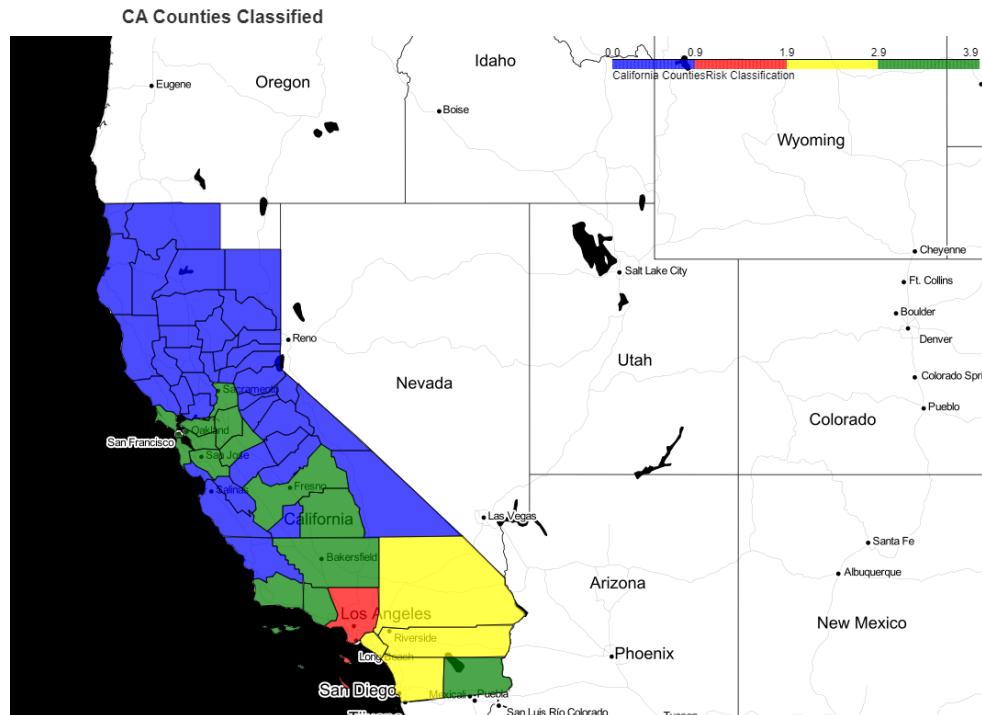 CA Counties Classified
Idaho
0.0 0.9 1.9 2.9 3.9
California CountiesRisk Classification
Oregon
Eugene
Boise
Wyoming
Cheyenne
Salt Lake City
Ft. Collins
Boulder
Reno
Denver
Utah
Nevada
Colorado Spri
Sacramento
Pueblo
Colorado
Oakland
San Francisco
San Jose
Fresno
Salinas
California
Las Vegas
Santa Fe
Bakersfield
Albuquerque
Arizona
Los Angeles
New Mexico
Riverside
Long Beach
Phoenix
San Diego
Mexicali
Puebla
San Luis Río Colorado
Tijuana
Tucson